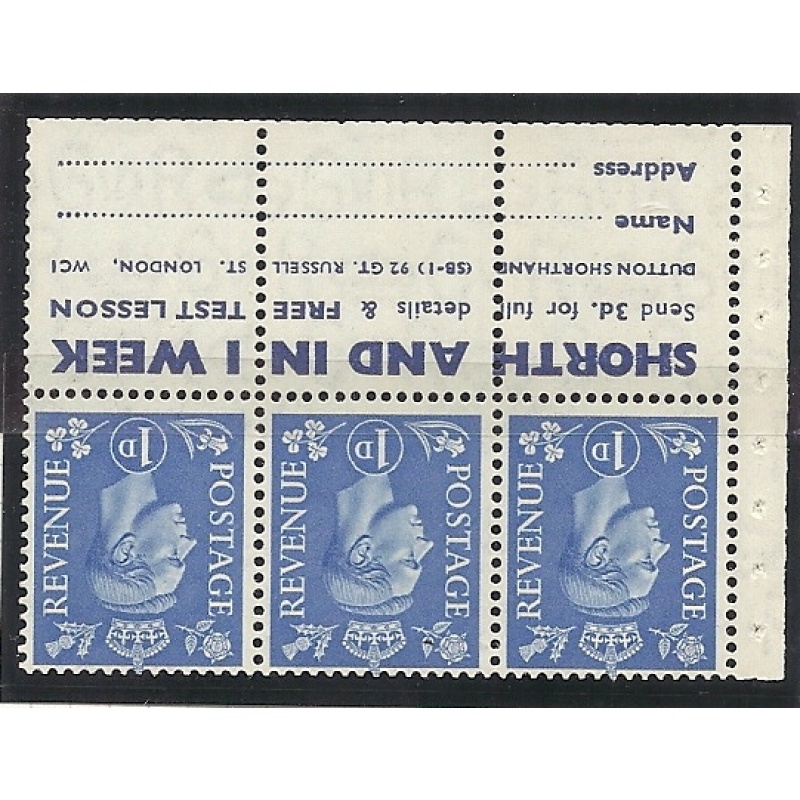 SHORTHAND IN 1 WEEK
Send 3d. for full details & FREE TEST LESSON
DUTTON SHORTHAND (SB-1) 92 GT. RUSSELL ST. LONDON, WC1
Name
Address
POSTAGE 1D REVENUE
POSTAGE 1D REVENUE
POSTAGE 1D REVENUE